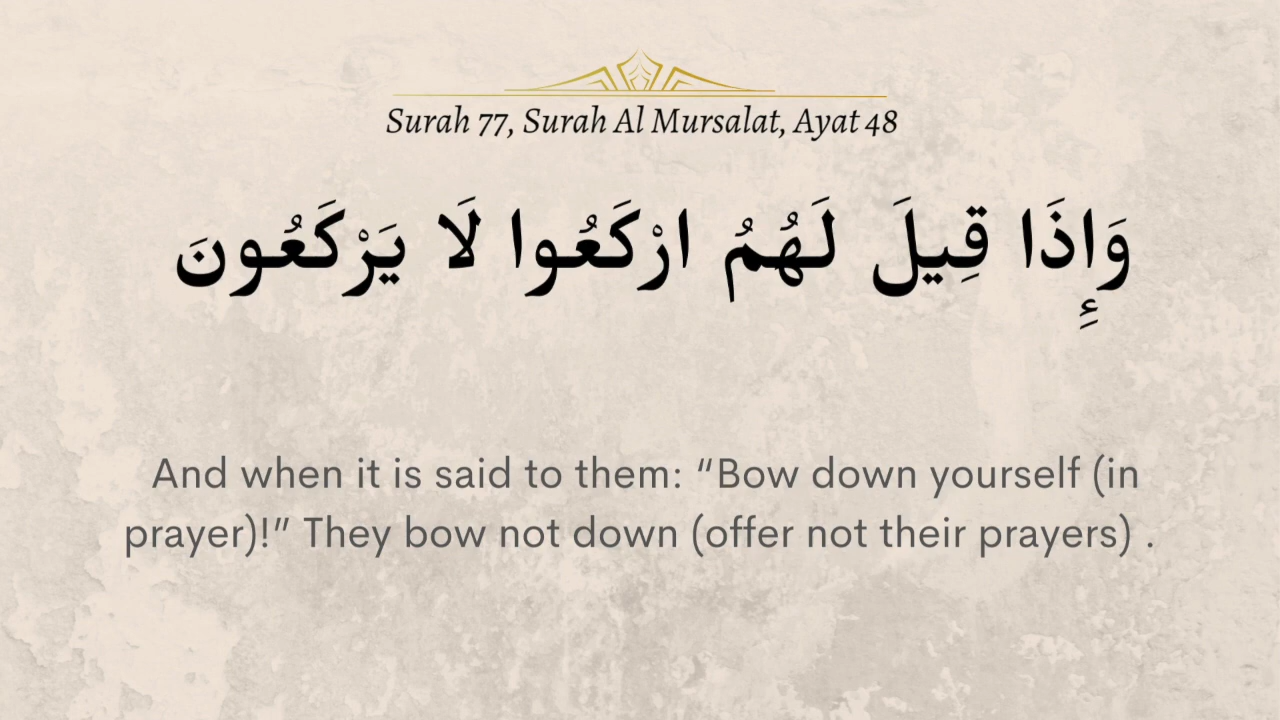 Surah 77, Surah Al Mursalat, Ayat 48
وَإِذَا قِيلَ لَهُمُ ارْكَعُوا لَا يَرْكَعُونَ
And when it is said to them: “Bow down yourself (in
prayer)!” They bow not down (offer not their prayers) .